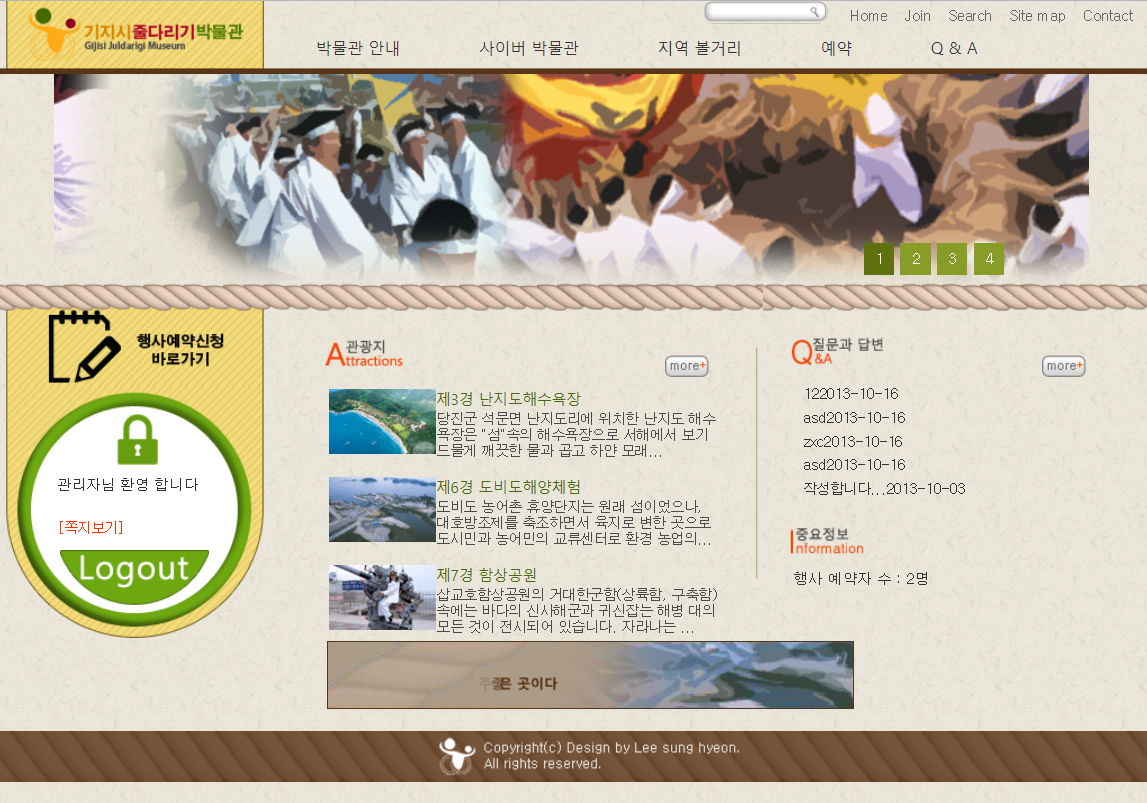 기지시줄다리기박물관
Gijisi Juldarigi Museum
Home Join Search Site map Contact
박물관 안내 사이버 박물관 지역 볼거리 예약 Q & A
1 2 3 4
행사예약신청
바로가기
관리자님 환영 합니다
[쪽지보기]
Logout
관광지
Attractions
more+
제3경 난지도해수욕장
당진군 석문면 난지도리에 위치한 난지도 해수
욕장은 "섬"속의 해수욕장으로 서해에서 보기
드물게 깨끗한 물과 곱고 하얀 모래...
제6경 도비도해양체험
도비도 농어촌 휴양단지는 원래 섬이었으나,
대호방조제를 축조하면서 육지로 변한 곳으로
도시민과 농어민의 교류센터로 환경 농업의...
제7경 함상공원
삽교호함상공원의 거대한군함(상륙함, 구축함)
속에는 바다의 신사해군과 귀신잡는 해병 대의
모든 것이 전시되어 있습니다. 자라나는 ...
질문과 답변
Q&A
more+
122013-10-16
asd2013-10-16
zxc2013-10-16
asd2013-10-16
작성합니다...2013-10-03
중요정보
Information
행사 예약자 수 : 2명
은 곳이다
Copyright(c) Design by Lee sung hyeon.
All rights reserved.